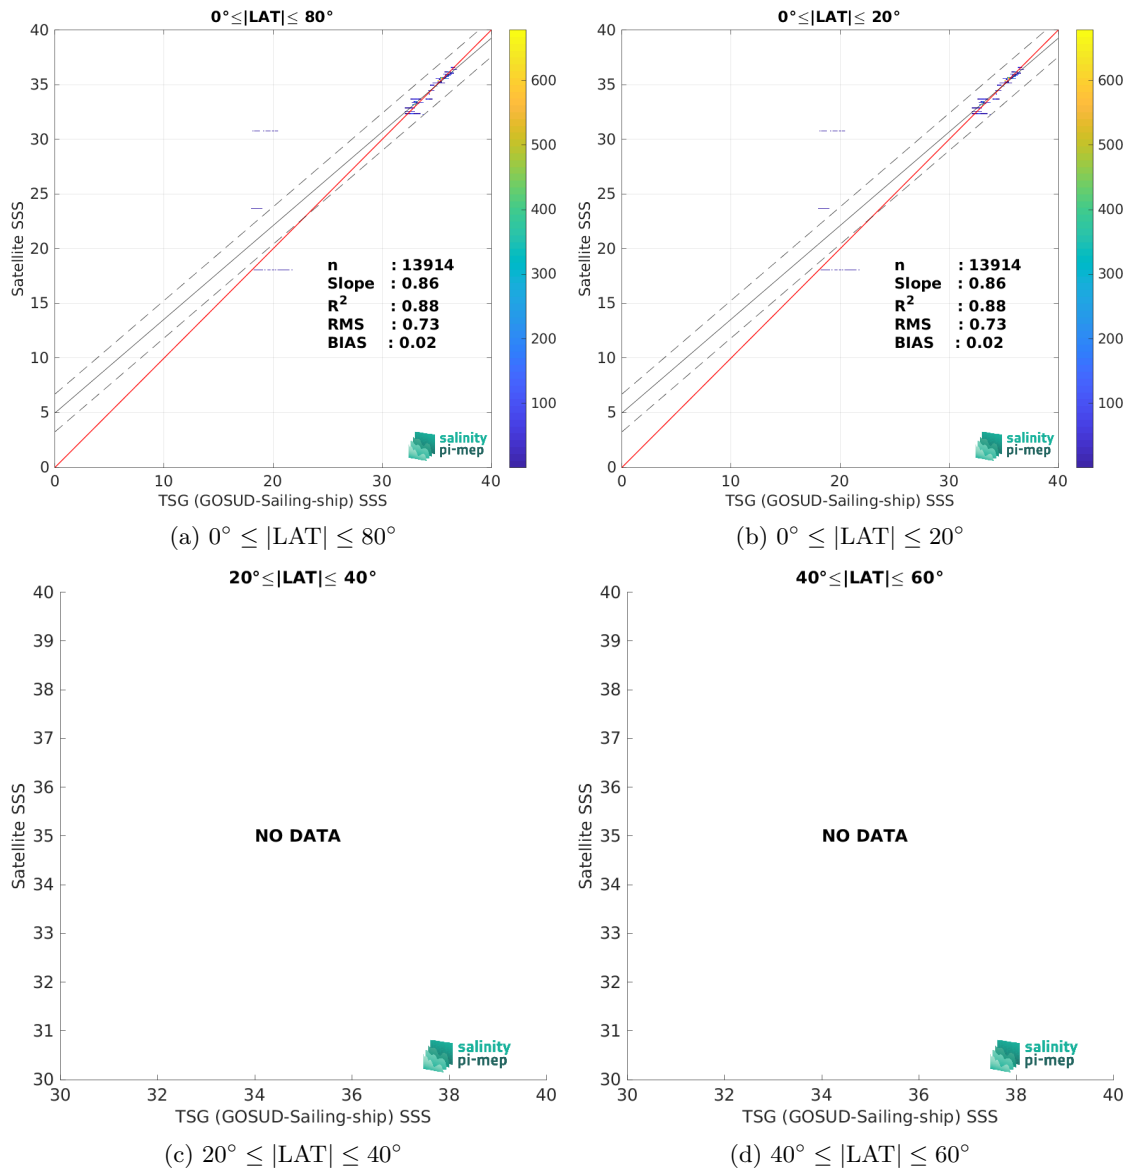 0°≤|LAT|≤ 80°
40
35
30
25
20
15
10
5
0
Satellite SSS
n : 13914
Slope : 0.86
R² : 0.88
RMS : 0.73
BIAS : 0.02
salinity
pi-mep
0 10 20 30 40
TSG (GOSUD-Sailing-ship) SSS
600
500
400
300
200
100
(a) 0° ≤ |LAT| ≤ 80°
0°≤|LAT|≤ 20°
40
35
30
25
20
15
10
5
0
Satellite SSS
n : 13914
Slope : 0.86
R² : 0.88
RMS : 0.73
BIAS : 0.02
salinity
pi-mep
0 10 20 30 40
TSG (GOSUD-Sailing-ship) SSS
600
500
400
300
200
100
(b) 0° ≤ |LAT| ≤ 20°
20°≤|LAT|≤ 40°
40
39
38
37
36
35
34
33
32
31
30
Satellite SSS
NO DATA
salinity
pi-mep
30 32 34 36 38 40
TSG (GOSUD-Sailing-ship) SSS
(c) 20° ≤ |LAT| ≤ 40°
40°≤|LAT|≤ 60°
40
39
38
37
36
35
34
33
32
31
30
Satellite SSS
NO DATA
salinity
pi-mep
30 32 34 36 38 40
TSG (GOSUD-Sailing-ship) SSS
(d) 40° ≤ |LAT| ≤ 60°